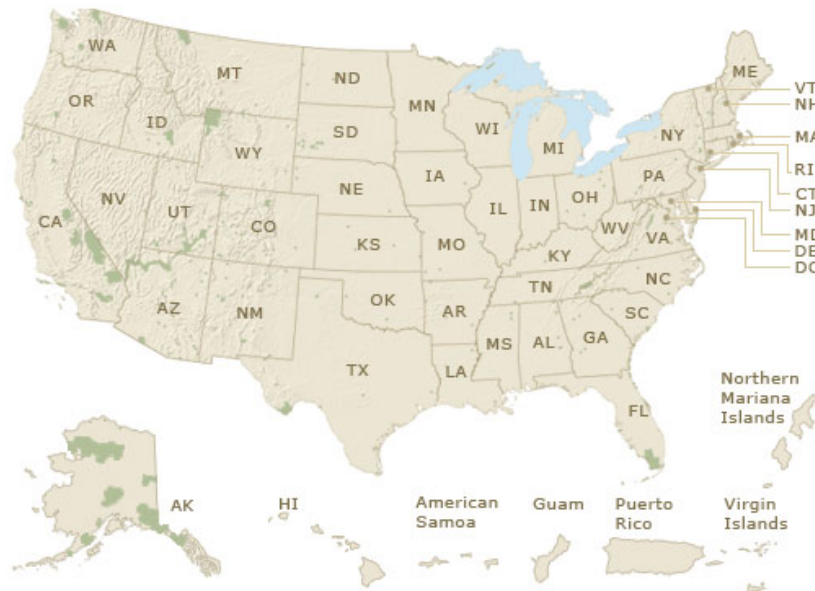 WA
MT
ND
MN
ME
VT
NH
OR
ID
SD
WI
MI
NY
MA
WY
RI
NE
IA
PA
CT
NV
UT
CO
IL
IN
OH
NJ
CA
KS
MO
WV
VA
MD
DE
KY
DC
AZ
NM
OK
AR
TN
NC
SC
TX
MS
AL
GA
LA
FL
Northern
Mariana
Islands
AK
HI
American
Samoa
Guam
Puerto
Rico
Virgin
Islands